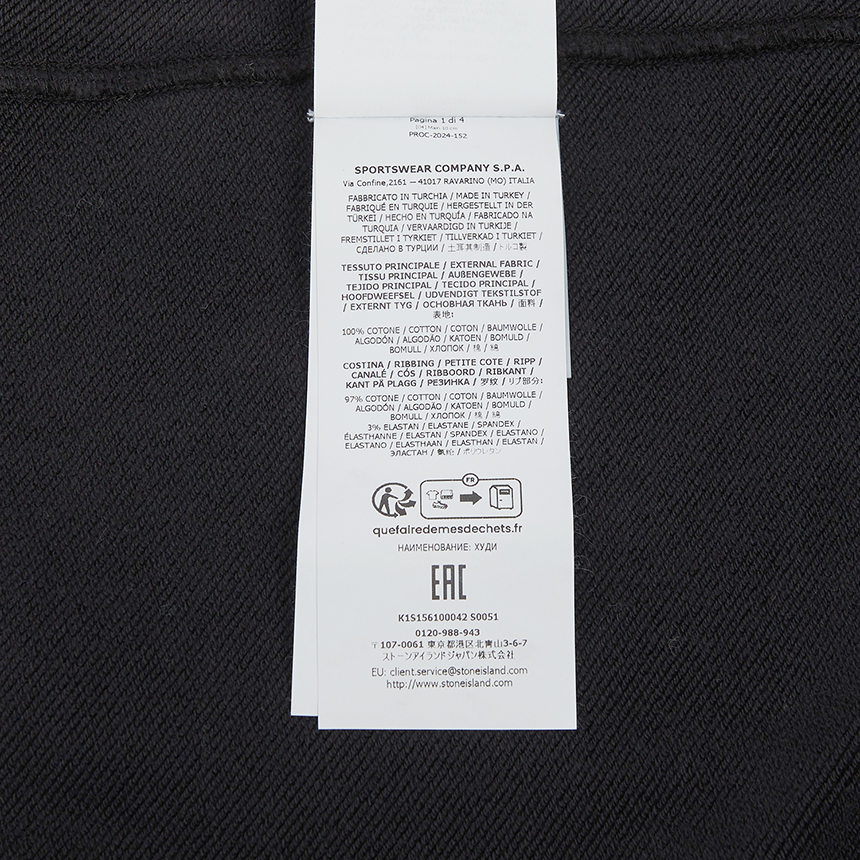 Pagina 1 di 4
PROC-2024-152
SPORTSWEAR COMPANY S.P.A.
Via Confine,2161 — 41017 RAVARINO (MO) ITALIA
FABBRICATO IN TURCHIA / MADE IN TURKEY /
FABRIQUÉ EN TURQUIE / HERGESTELLT IN DER
TÜRKEI / HECHO EN TURQUÍA / FABRICADO NA
TURQUIA / VERVAARDIGD IN TURKIJE /
FREMSTILLET I TYRKIET / TILLVERKAD I TURKIET /
СДЕЛАНО В ТУРЦИИ / 土耳其制造 / トルコ製
TESSUTO PRINCIPALE / EXTERNAL FABRIC /
TISSU PRINCIPAL / AUßENGEWEBE /
TEJIDO PRINCIPAL / TECIDO PRINCIPAL /
HOOFDWEEFSEL / UDVENDIGT TEKSTILSTOF
/ EXTERNT TYG / ОСНОВНАЯ ТКАНЬ / 面料 /
表地:
100% COTONE / COTTON / COTON / BAUMWOLLE /
ALGODÓN / ALGODÃO / KATOEN / BOMULD /
BOMULL / ХЛОПОК / 棉 / 綿
COSTINA / RIBBING / PETITE COTE / RIPP /
CANALÉ / CÓS / RIBBOORD / RIBKANT /
KANT PÅ PLAGG / РЕЗИНКА / 罗纹 / リブ部分:
97% COTONE / COTTON / COTON / BAUMWOLLE /
ALGODÓN / ALGODÃO / KATOEN / BOMULD /
BOMULL / ХЛОПОК / 棉 / 綿
3% ELASTAN / ELASTANE / SPANDEX /
ÉLASTHANNE / ELASTAN / SPANDEX / ELASTANO /
ELASTANO / ELASTHAAN / ELASTHAN / ELASTAN /
ЭЛАСТАН / 氨纶 / ポリウレタン
FR
quefairedemesdechets.fr
НАИМЕНОВАНИЕ: ХУДИ
EAC
K1S156100042 S0051
0120-988-943
〒107-0061 東京都港区北青山3-6-7
ストーンアイランドジャパン株式会社
EU: client.service@stoneisland.com
http://www.stoneisland.com